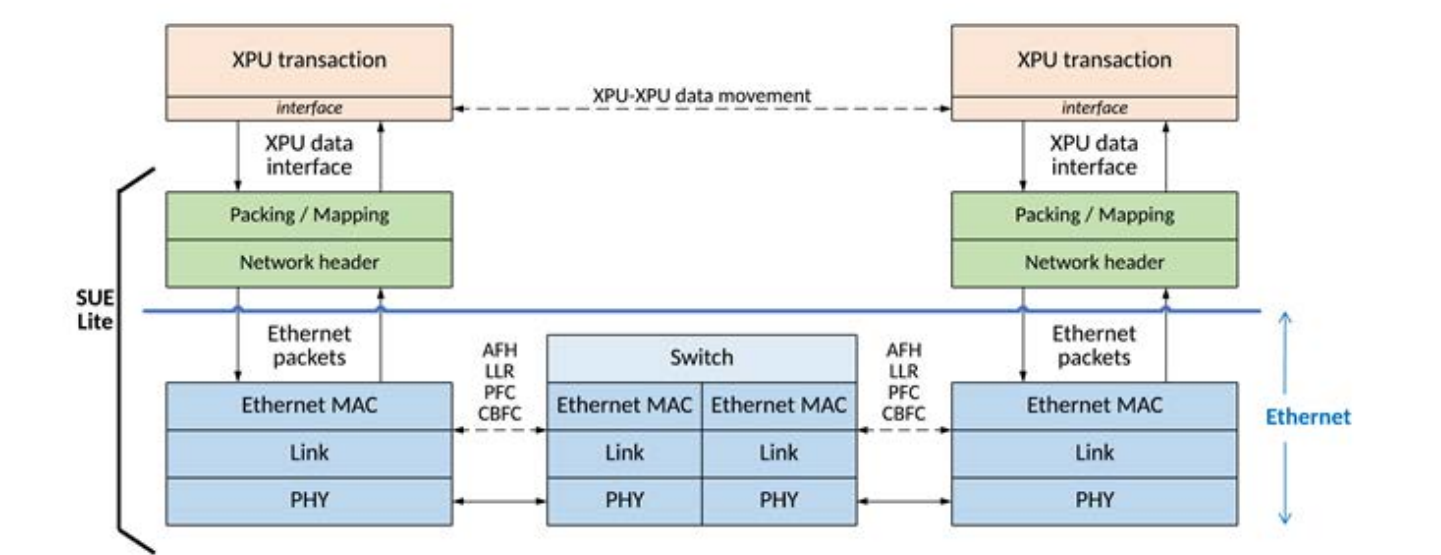 XPU transaction
interface
XPU data
interface
XPU-XPU data movement
XPU transaction
interface
XPU data
interface
SUE
Lite
Packing / Mapping
Network header
Packing / Mapping
Network header
Ethernet
packets
Ethernet MAC
Link
PHY
AFH
LLR
PFC
CBFC
Switch
Ethernet MAC
Ethernet MAC
Link
Link
PHY
PHY
AFH
LLR
PFC
CBFC
Ethernet
packets
Ethernet MAC
Link
PHY
Ethernet